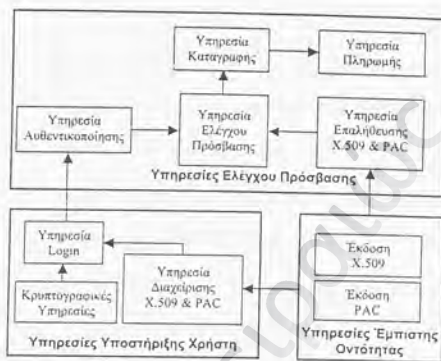 Υπηρεσία
Καταγραφής
Υπηρεσία
Πληρωμής
Υπηρεσία
Αυθεντικοποίησης
Υπηρεσία
Ελέγχου
Πρόσβασης
Υπηρεσία
Επαλήθευσης
X.509 & PAC
Υπηρεσίες Ελέγχου Πρόσβασης
Υπηρεσία
Login
Κρυπτογραφικές
Υπηρεσίες
Υπηρεσία
Διαχείρισης
X.509 & PAC
Υπηρεσίες Υποστήριξης Χρήστη
Έκδοση
X.509
Έκδοση
PAC
Υπηρεσίες Έμπιστης
Οντότητας